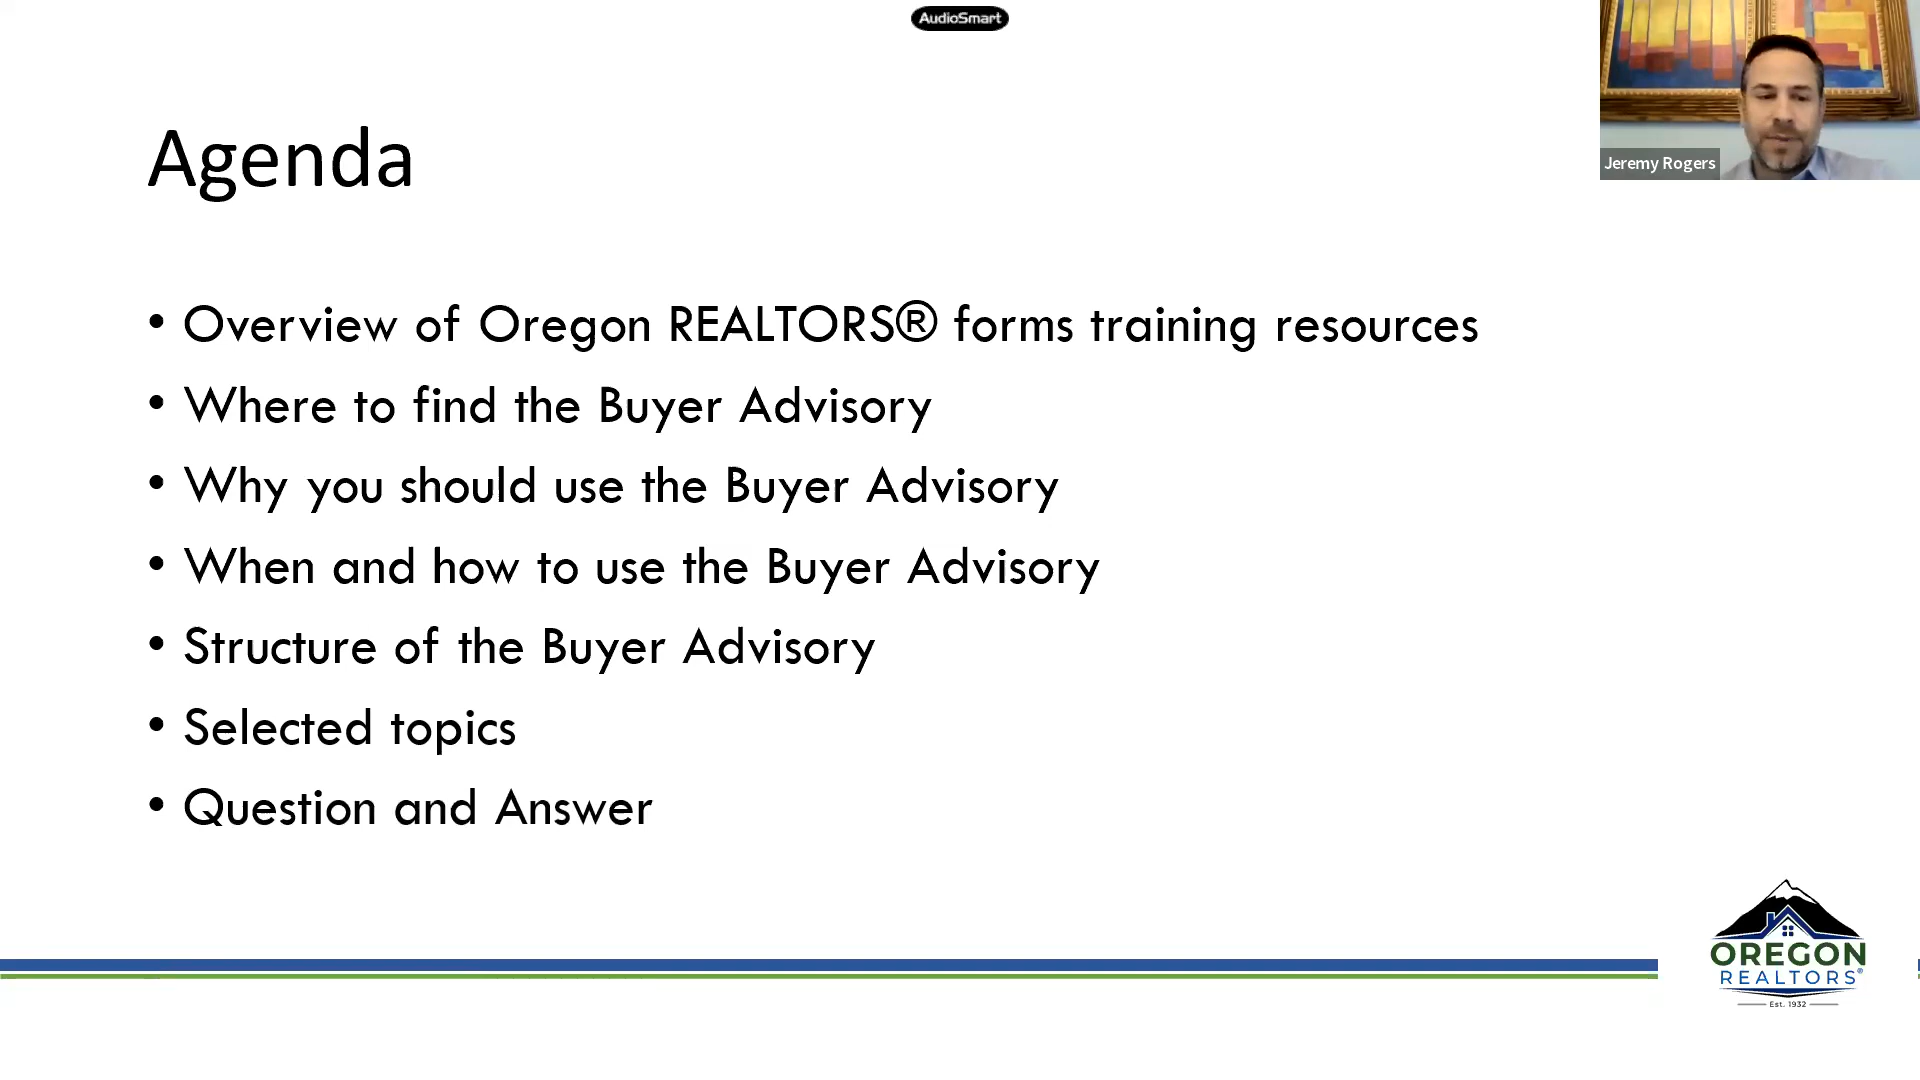 AudioSmart
Jeremy Rogers
Agenda
• Overview of Oregon REALTORS® forms training resources
• Where to find the Buyer Advisory
• Why you should use the Buyer Advisory
• When and how to use the Buyer Advisory
• Structure of the Buyer Advisory
• Selected topics
• Question and Answer
OREGON
REALTORS®
Est. 1932